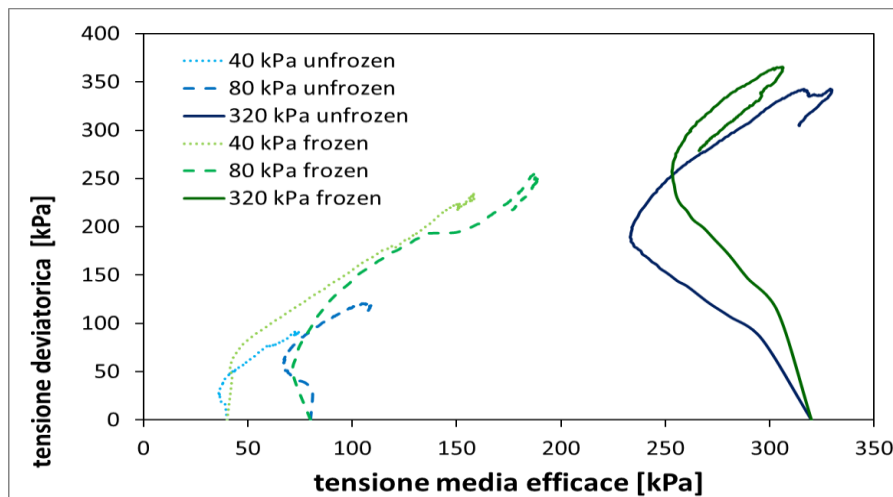 400
350
300
250
200
150
100
50
0
tensione deviatorica [kPa]
40 kPa unfrozen
80 kPa unfrozen
320 kPa unfrozen
40 kPa frozen
80 kPa frozen
320 kPa frozen
0 50 100 150 200 250 300 350
tensione media efficace [kPa]